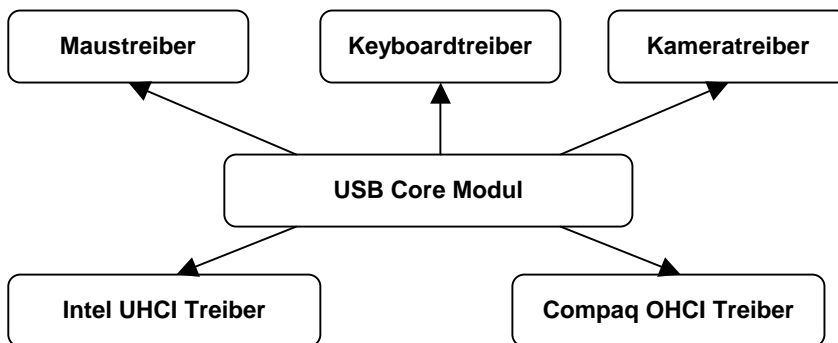 Maustreiber
Keyboardtreiber
Kameratreiber
USB Core Modul
Intel UHCI Treiber
Compaq OHCI Treiber